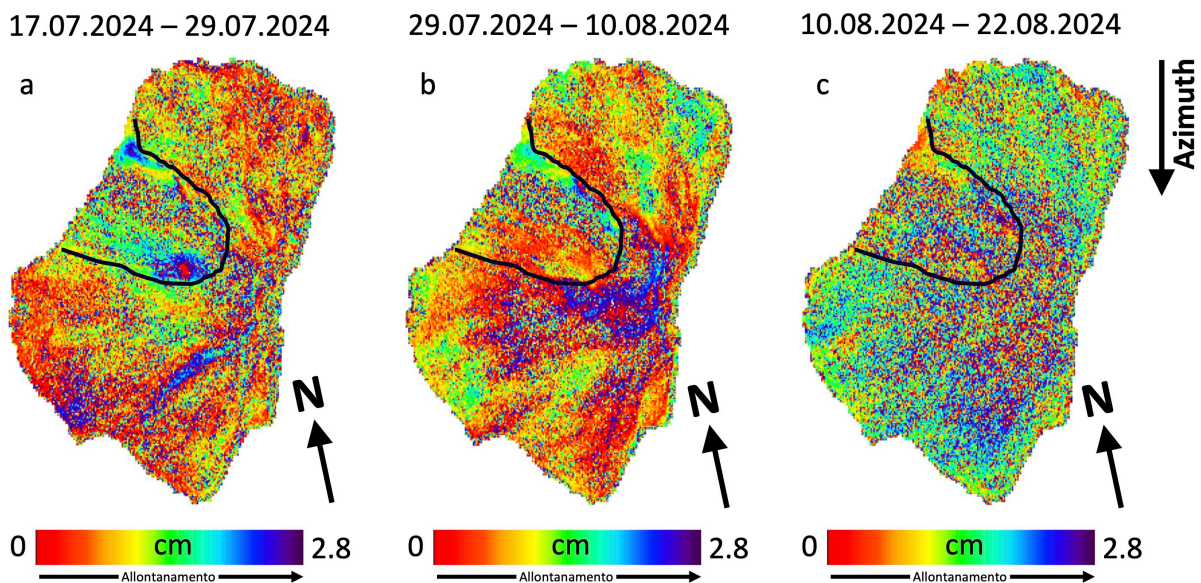 17.07.2024 – 29.07.2024
29.07.2024 – 10.08.2024
10.08.2024 – 22.08.2024
a
b
c
Azimuth
N
N
N
0 cm 2.8
0 cm 2.8
0 cm 2.8
Allontanamento
Allontanamento
Allontanamento